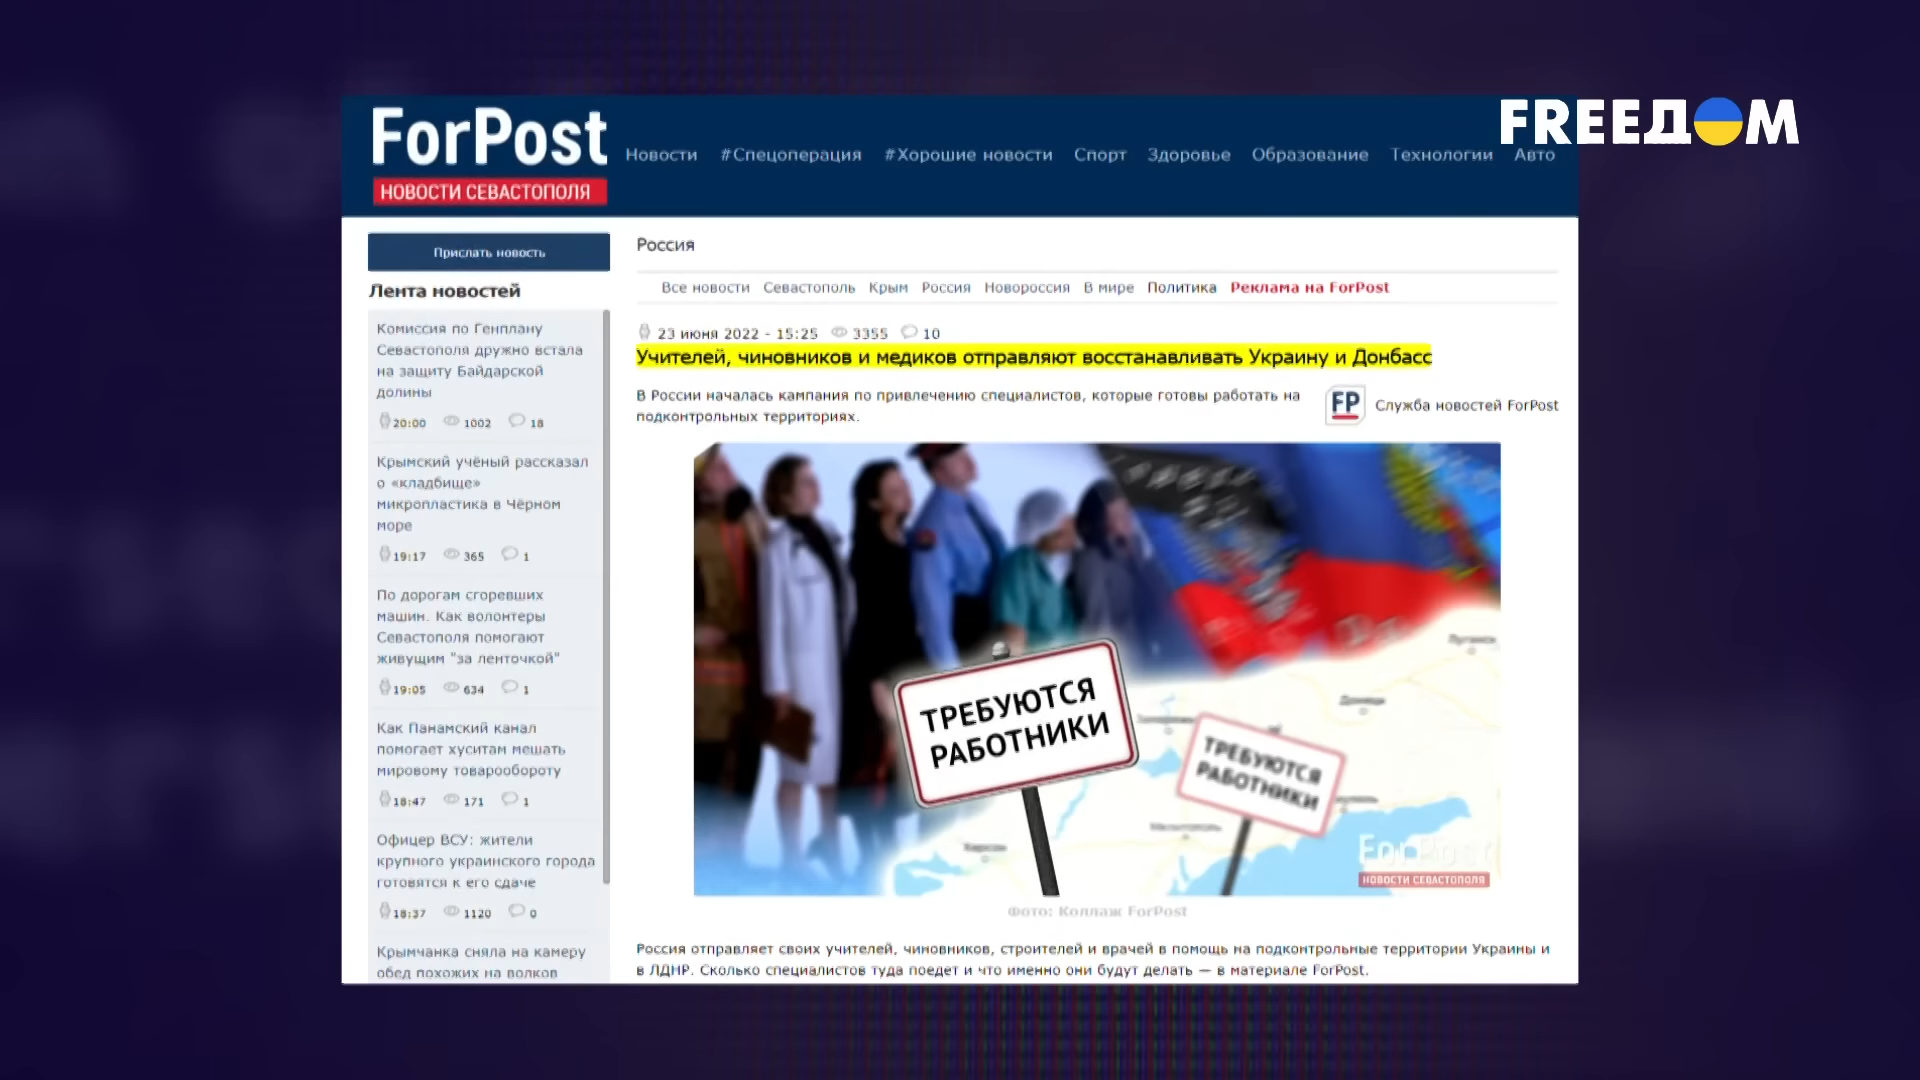 FREEДOM
ForPost
НОВОСТИ СЕВАСТОПОЛЯ
Новости #Спецоперация #Хорошие новости Спорт Здоровье Образование Технологии Авто
Прислать новость
Лента новостей
Комиссия по Генплану
Севастополя дружно встала
на защиту Байдарской
долины
20:00 1002 18
Крымский учёный рассказал
о «кладбище»
микропластика в Чёрном
море
19:17 365 1
По дорогам сгоревших
машин. Как волонтеры
Севастополя помогают
живущим "за ленточкой"
19:05 634 1
Как Панамский канал
помогает хуситам мешать
мировому товарообороту
18:47 171 1
Офицер ВСУ: жители
крупного украинского города
готовятся к его сдаче
18:37 1120 0
Крымчанка сняла на камеру
обед похожих на волков
Россия
Все новости Севастополь Крым Россия Новороссия В мире Политика Реклама на ForPost
23 июня 2022 - 15:25 3355 10
Учителей, чиновников и медиков отправляют восстанавливать Украину и Донбасс
В России началась кампания по привлечению специалистов, которые готовы работать на
подконтрольных территориях.
FP Служба новостей ForPost
ТРЕБУЮТСЯ
РАБОТНИКИ
ТРЕБУЮТСЯ
РАБОТНИКИ
Луганск
Донецк
Мелитополь
Херсон
ForPost
НОВОСТИ СЕВАСТОПОЛЯ
Фото: Коллаж ForPost
Россия отправляет своих учителей, чиновников, строителей и врачей в помощь на подконтрольные территории Украины и
в ЛДНР. Сколько специалистов туда поедет и что именно они будут делать — в материале ForPost.